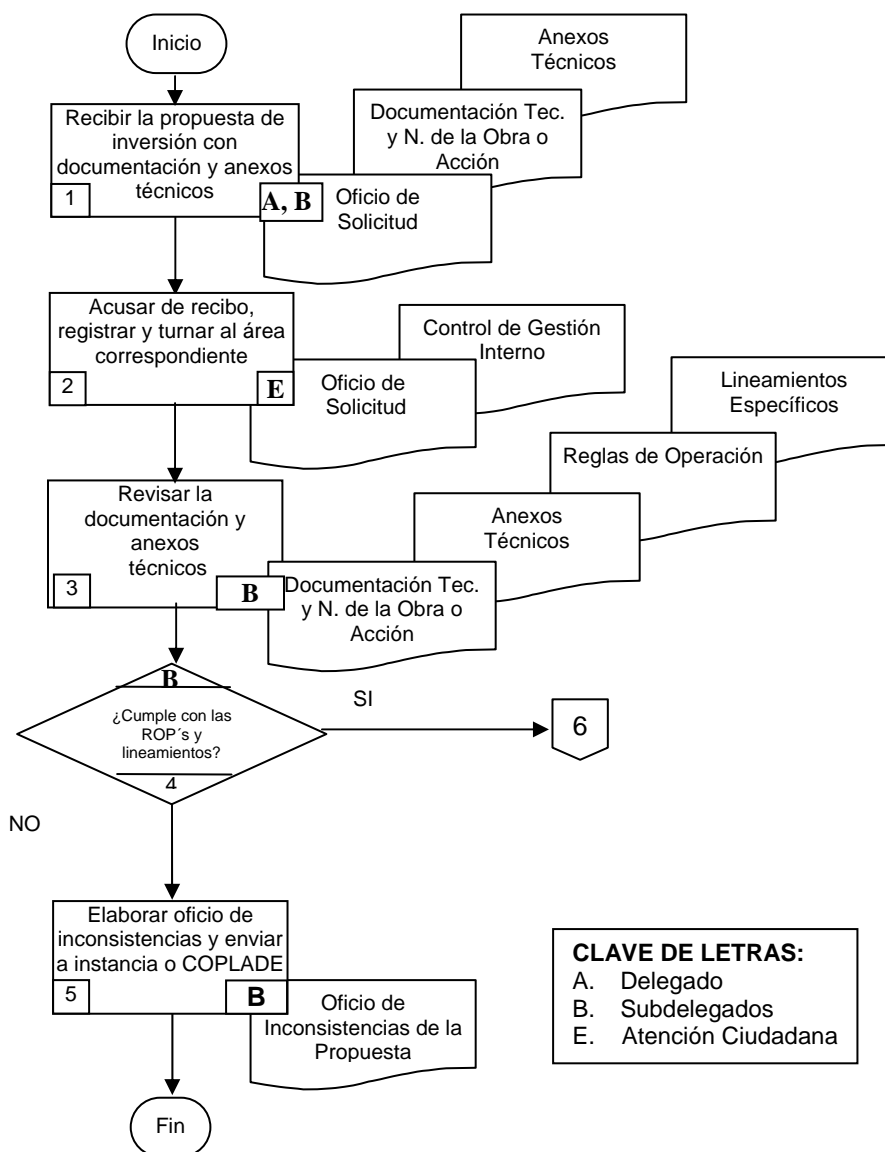 Inicio
Anexos
Técnicos
Recibir la propuesta de
inversión con
documentación y anexos
técnicos
1
A, B
Documentación Tec.
y N. de la Obra o
Acción
Oficio de
Solicitud
Acusar de recibo,
registrar y turnar al área
correspondiente
2
E
Control de Gestión
Interno
Oficio de
Solicitud
Lineamientos
Específicos
Reglas de Operación
Revisar la
documentación y
anexos
técnicos
3
B
Anexos
Técnicos
Documentación Tec.
y N. de la Obra o
Acción
B
¿Cumple con las
ROP´s y
lineamientos?
4
SI
6
NO
Elaborar oficio de
inconsistencias y enviar
a instancia o COPLADE
5
B
Oficio de
Inconsistencias de la
Propuesta
CLAVE DE LETRAS:
A. Delegado
B. Subdelegados
E. Atención Ciudadana
Fin